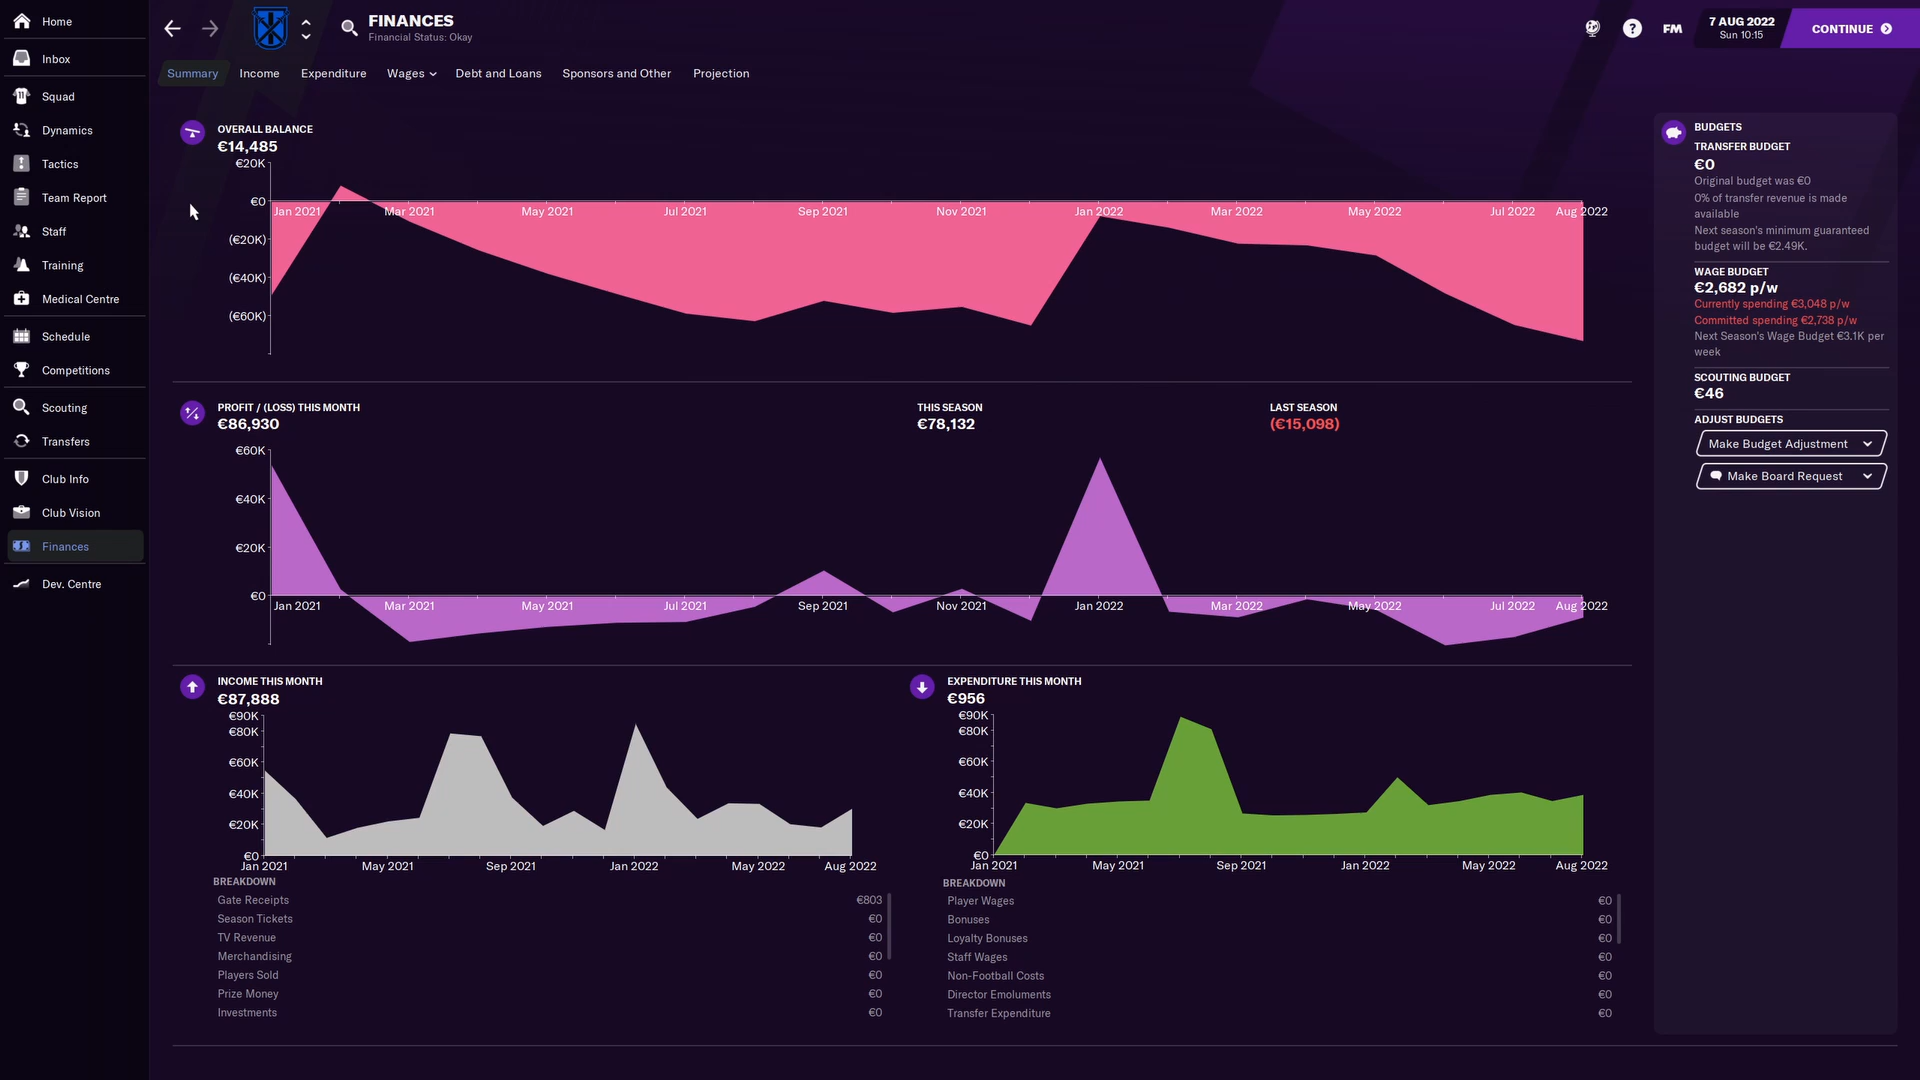 Home
Inbox
Squad
Dynamics
Tactics
Team Report
Staff
Training
Medical Centre
Schedule
Competitions
Scouting
Transfers
Club Info
Club Vision
Finances
Dev. Centre
FINANCES
Financial Status: Okay
FM
7 AUG 2022
Sun 10:15
CONTINUE
Summary Income Expenditure Wages Debt and Loans Sponsors and Other Projection
OVERALL BALANCE
€14,485
€20K
€0
(€20K)
(€40K)
(€60K)
Jan 2021 Mar 2021 May 2021 Jul 2021 Sep 2021 Nov 2021 Jan 2022 Mar 2022 May 2022 Jul 2022 Aug 2022
PROFIT / (LOSS) THIS MONTH
€86,930
THIS SEASON
€78,132
LAST SEASON
(€15,098)
€60K
€40K
€20K
€0
Jan 2021 Mar 2021 May 2021 Jul 2021 Sep 2021 Nov 2021 Jan 2022 Mar 2022 May 2022 Jul 2022 Aug 2022
INCOME THIS MONTH
€87,888
€90K
€80K
€60K
€40K
€20K
€0
Jan 2021 May 2021 Sep 2021 Jan 2022 May 2022 Aug 2022
BREAKDOWN
Gate Receipts €803
Season Tickets €0
TV Revenue €0
Merchandising €0
Players Sold €0
Prize Money €0
Investments €0
EXPENDITURE THIS MONTH
€956
€90K
€80K
€60K
€40K
€20K
€0
Jan 2021 May 2021 Sep 2021 Jan 2022 May 2022 Aug 2022
BREAKDOWN
Player Wages €0
Bonuses €0
Loyalty Bonuses €0
Staff Wages €0
Non-Football Costs €0
Director Emoluments €0
Transfer Expenditure €0
BUDGETS
TRANSFER BUDGET
€0
Original budget was €0
0% of transfer revenue is made
available
Next season's minimum guaranteed
budget will be €2.49K.
WAGE BUDGET
€2,682 p/w
Currently spending €3,048 p/w
Committed spending €2,738 p/w
Next Season's Wage Budget €3.1K per
week
SCOUTING BUDGET
€46
ADJUST BUDGETS
Make Budget Adjustment
Make Board Request